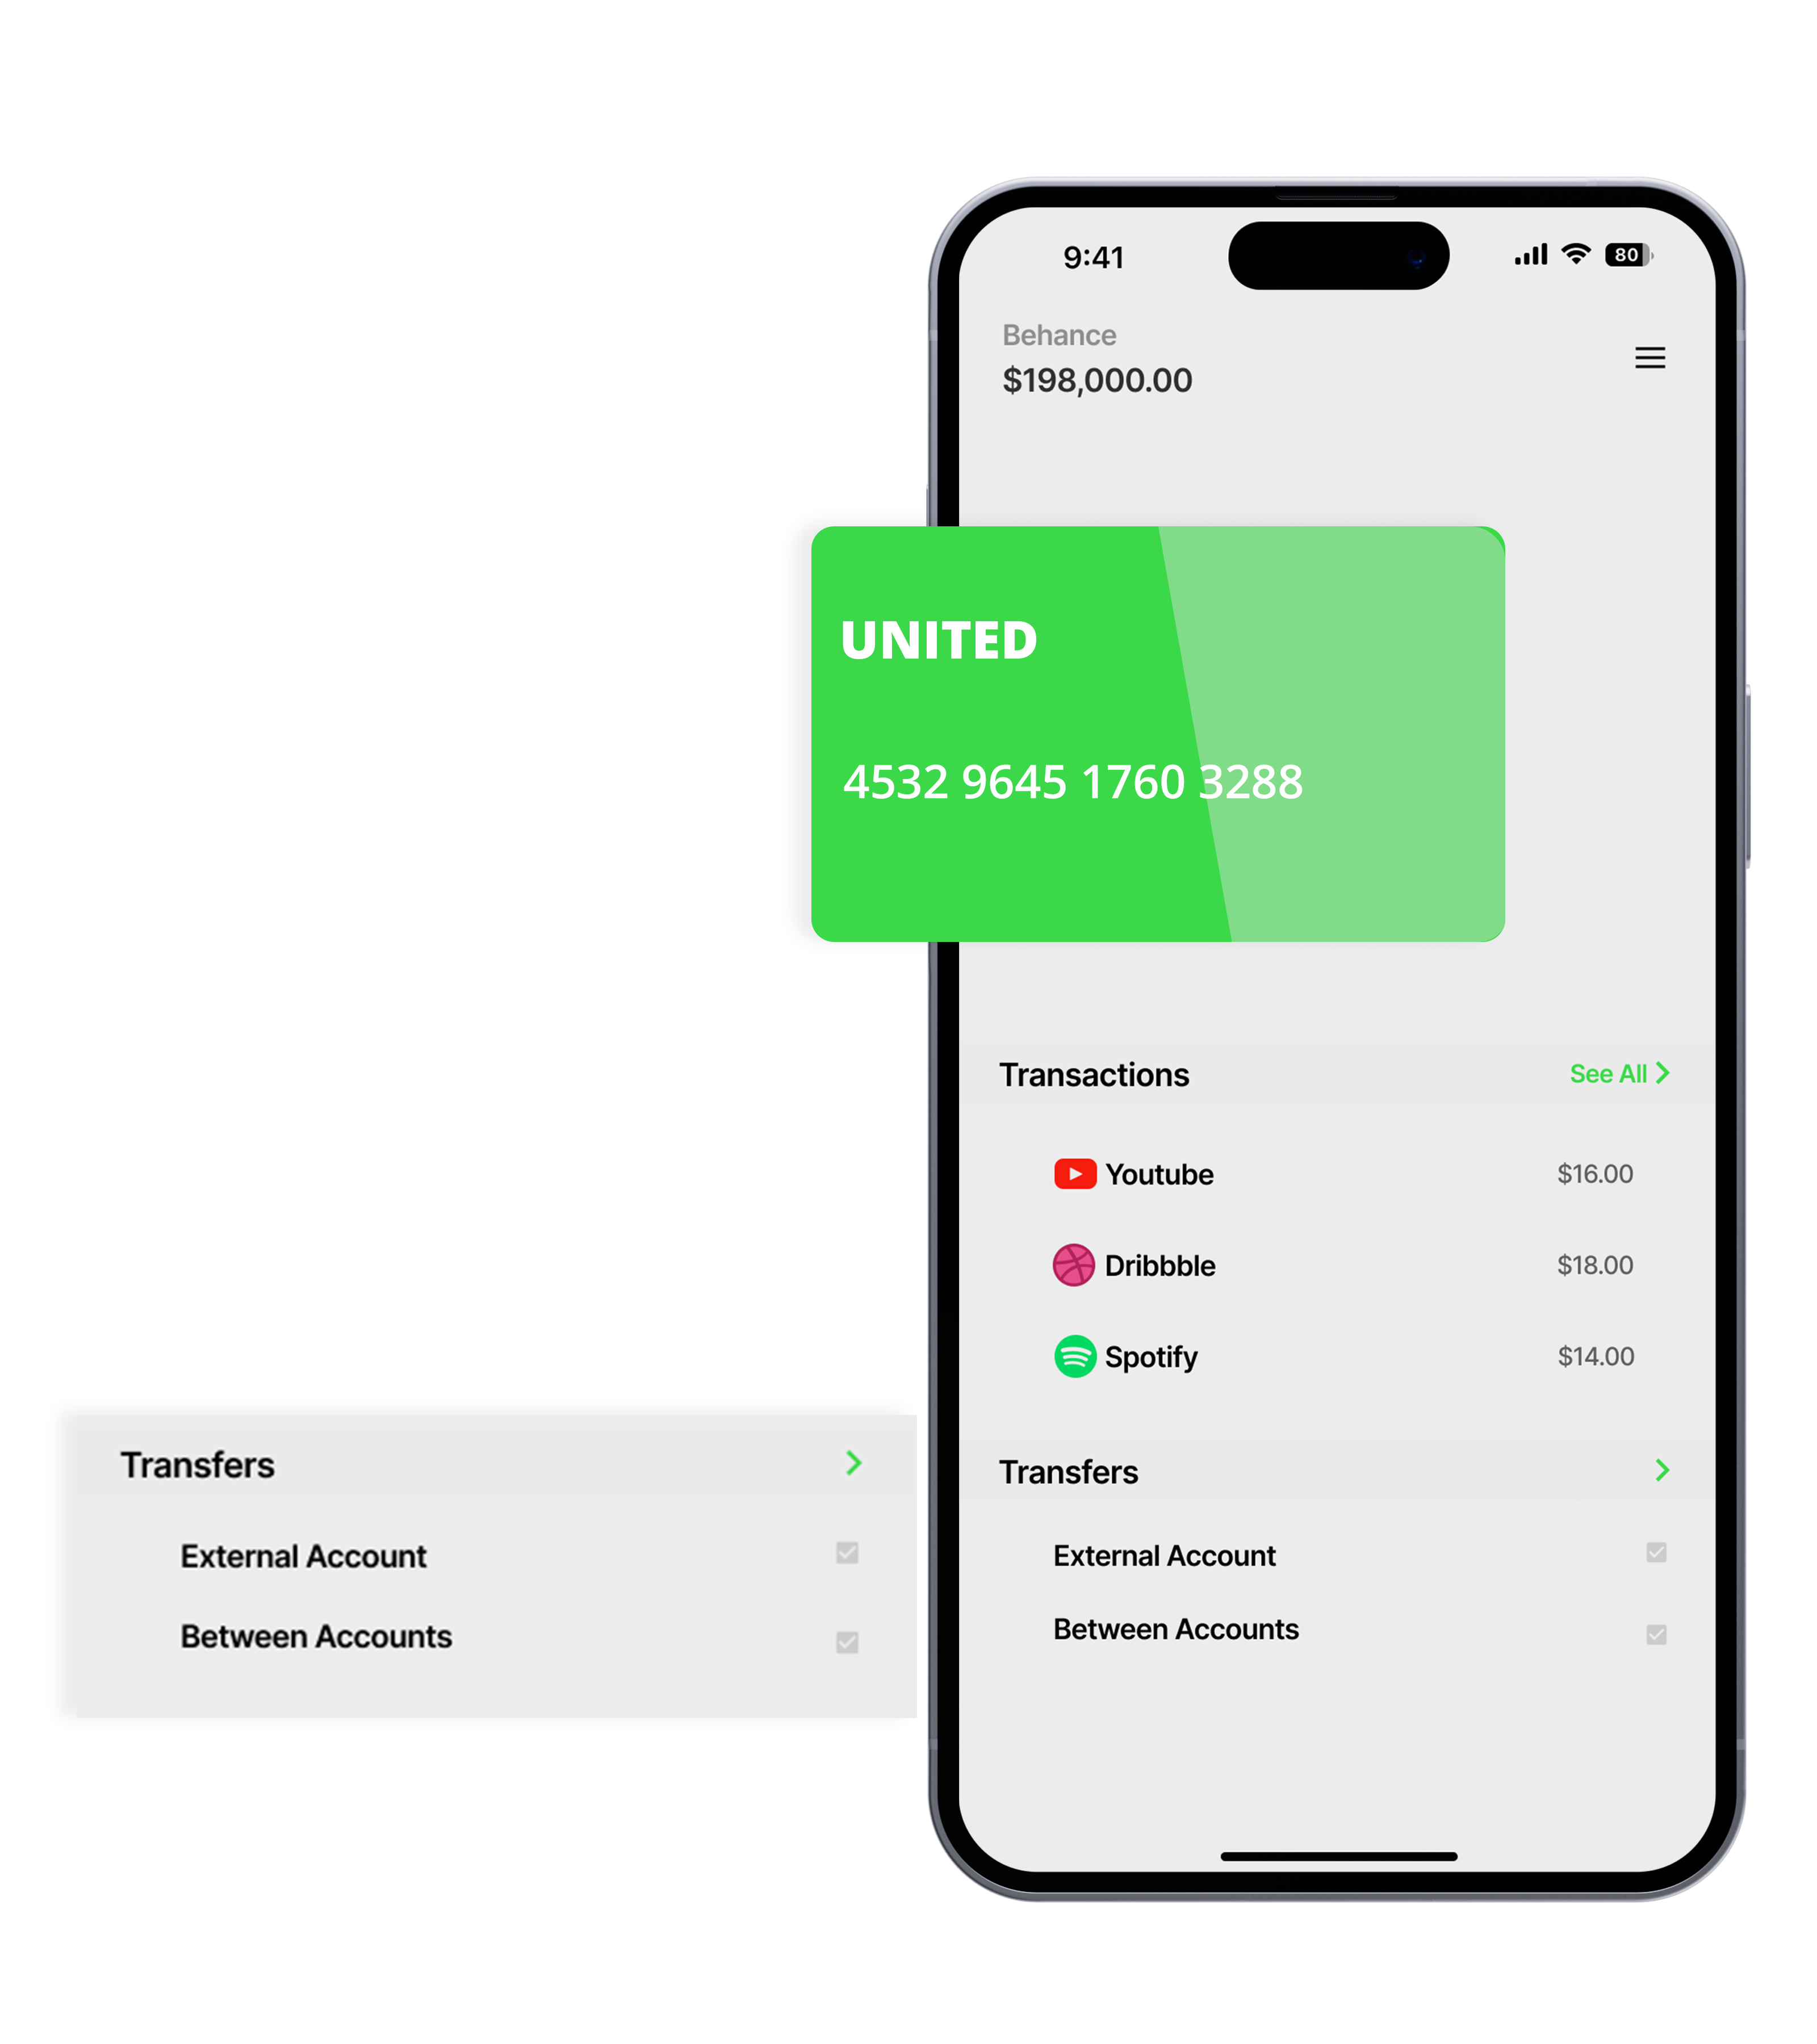 9:41
80
Behance
$198,000.00
UNITED
4532 9645 1760 3288
Transactions
See All
Youtube $16.00
Dribbble $18.00
Spotify $14.00
Transfers
External Account
Between Accounts
Transfers
External Account
Between Accounts